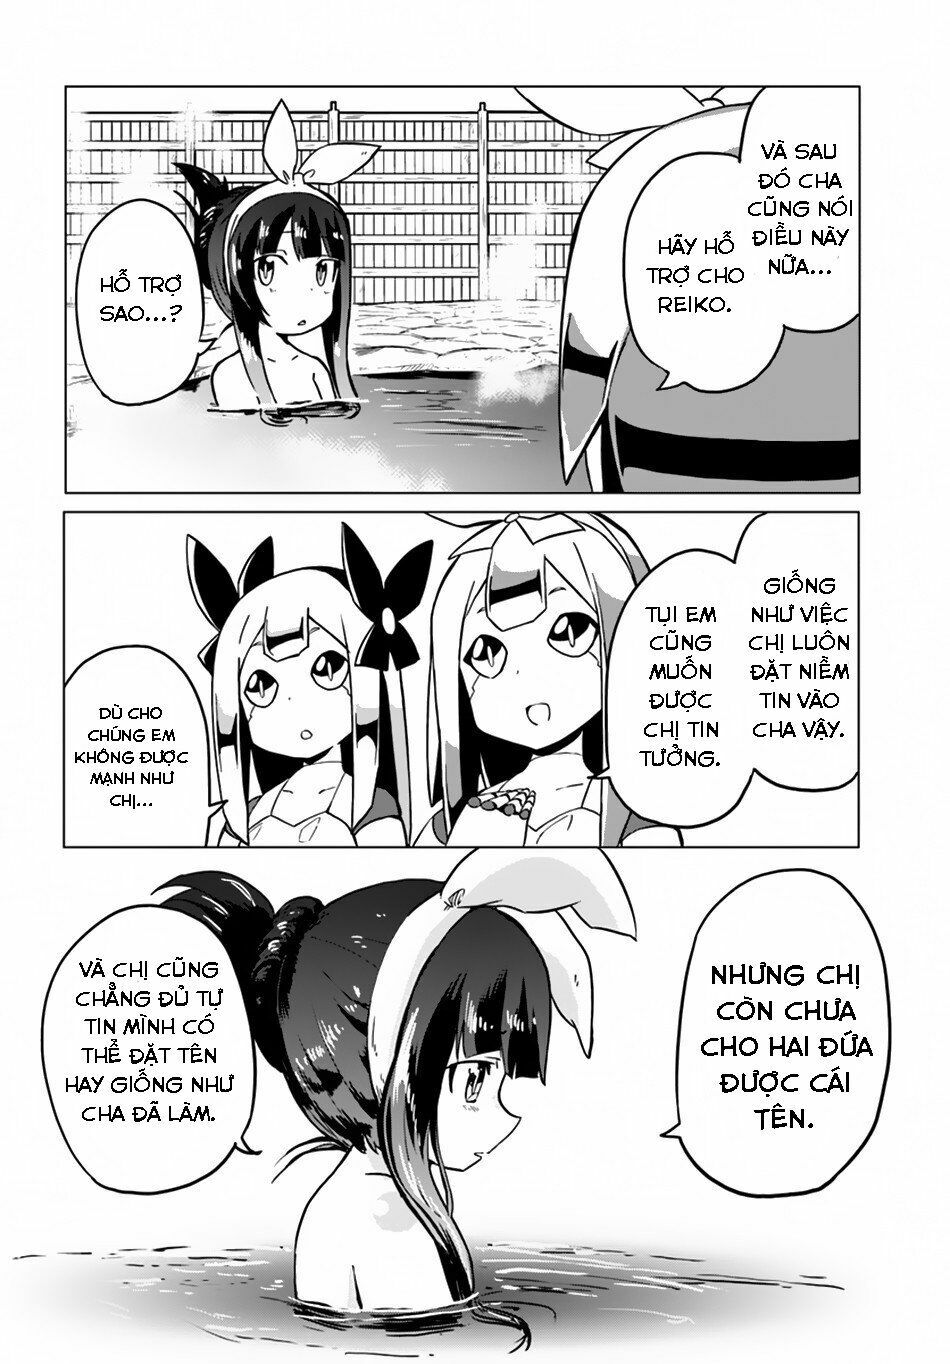 VÀ SAU
ĐÓ CHA
CŨNG NÓI
ĐIỀU NÀY
NỮA...
HÃY HỖ
TRỢ CHO
REIKO.
HỖ TRỢ
SAO...?
GIỐNG
NHƯ VIỆC
CHỊ LUÔN
ĐẶT NIỀM
TIN VÀO
CHA VẬY.
TỤI EM
CŨNG
MUỐN
ĐƯỢC
CHỊ TIN
TƯỞNG.
DÙ CHO
CHÚNG EM
KHÔNG ĐƯỢC
MẠNH NHƯ
CHỊ...
NHƯNG CHỊ
CÒN CHƯA
CHO HAI ĐỨA
ĐƯỢC CÁI
TÊN.
VÀ CHỊ CŨNG
CHẲNG ĐỦ TỰ
TIN MÌNH CÓ
THỂ ĐẶT TÊN
HAY GIỐNG NHƯ
CHA ĐÃ LÀM.